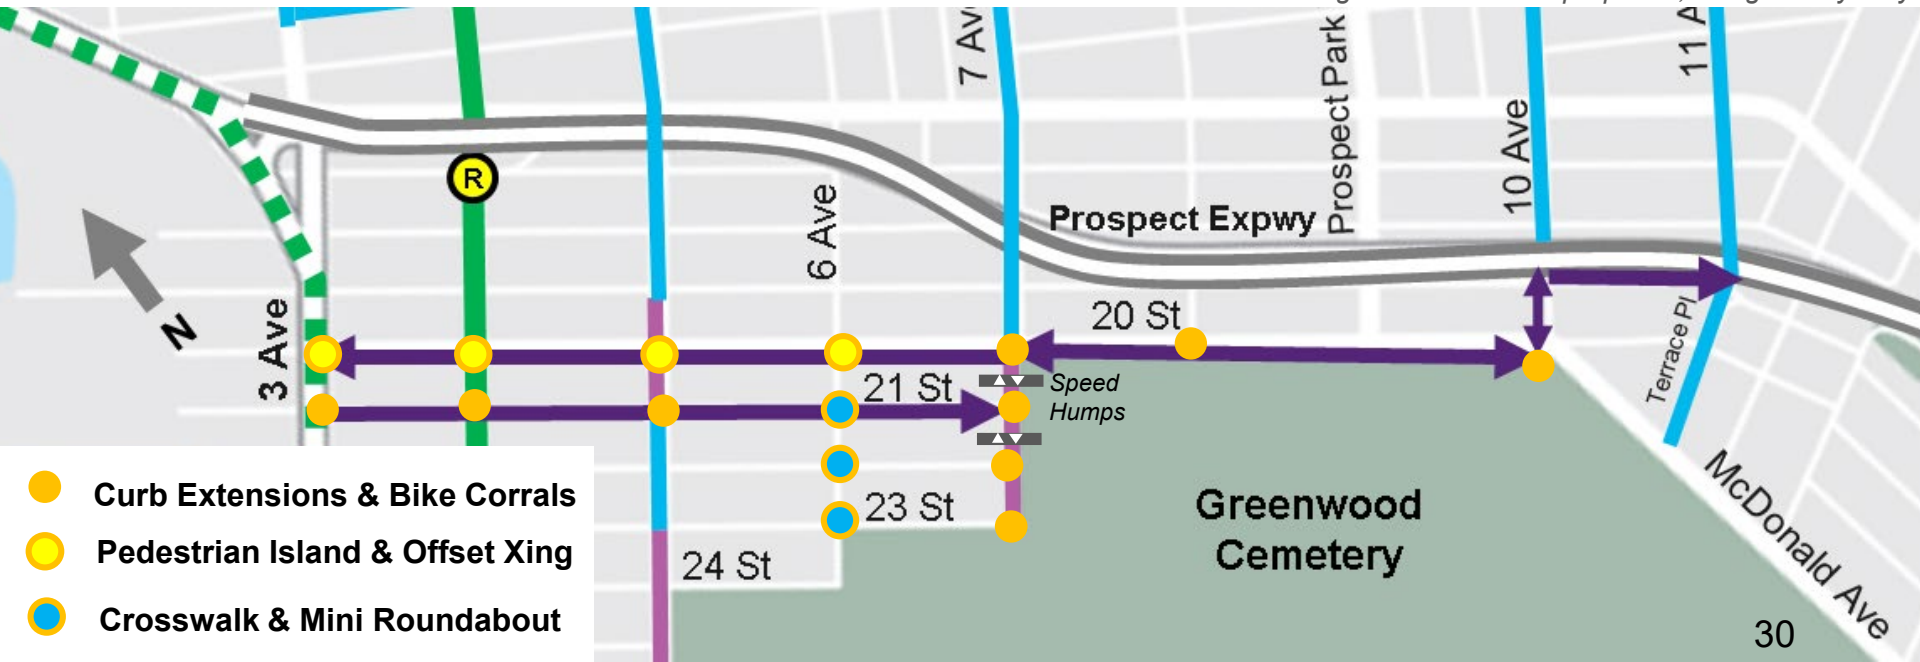 7 Av
Prospect Park
10 Ave
11 A
R
6 Ave
Prospect Expwy
N
3 Ave
20 St
Terrace Pl
21 St
Speed
Humps
23 St
24 St
Greenwood
Cemetery
McDonald Ave
Curb Extensions & Bike Corrals
Pedestrian Island & Offset Xing
Crosswalk & Mini Roundabout
30